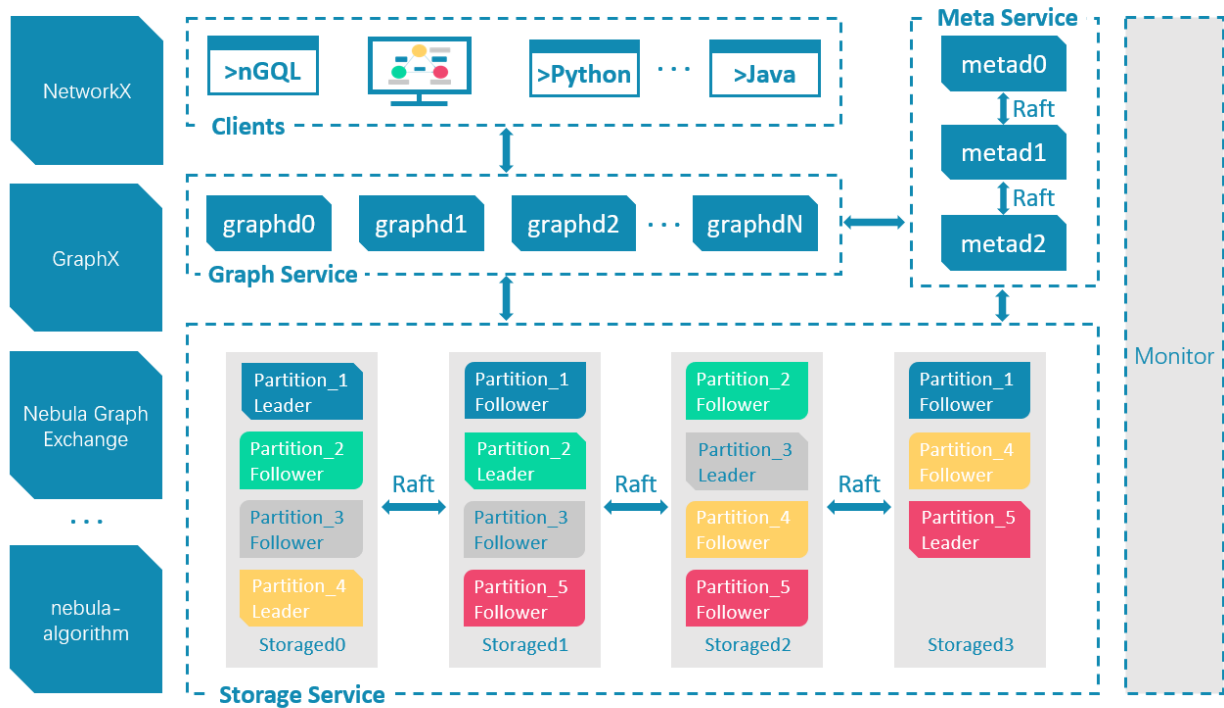 NetworkX
GraphX
Nebula Graph
Exchange
...
nebula-
algorithm
>nGQL
>Python
...
>Java
Clients
graphd0
graphd1
graphd2
...
graphdN
Graph Service
Meta Service
metad0
Raft
metad1
Raft
metad2
Monitor
Partition_1
Leader
Partition_2
Follower
Partition_3
Follower
Partition_4
Leader
Storaged0
Raft
Partition_1
Follower
Partition_2
Leader
Partition_3
Follower
Partition_5
Follower
Storaged1
Raft
Partition_2
Follower
Partition_3
Leader
Partition_4
Follower
Partition_5
Follower
Storaged2
Raft
Partition_1
Follower
Partition_4
Follower
Partition_5
Leader
Storaged3
Storage Service